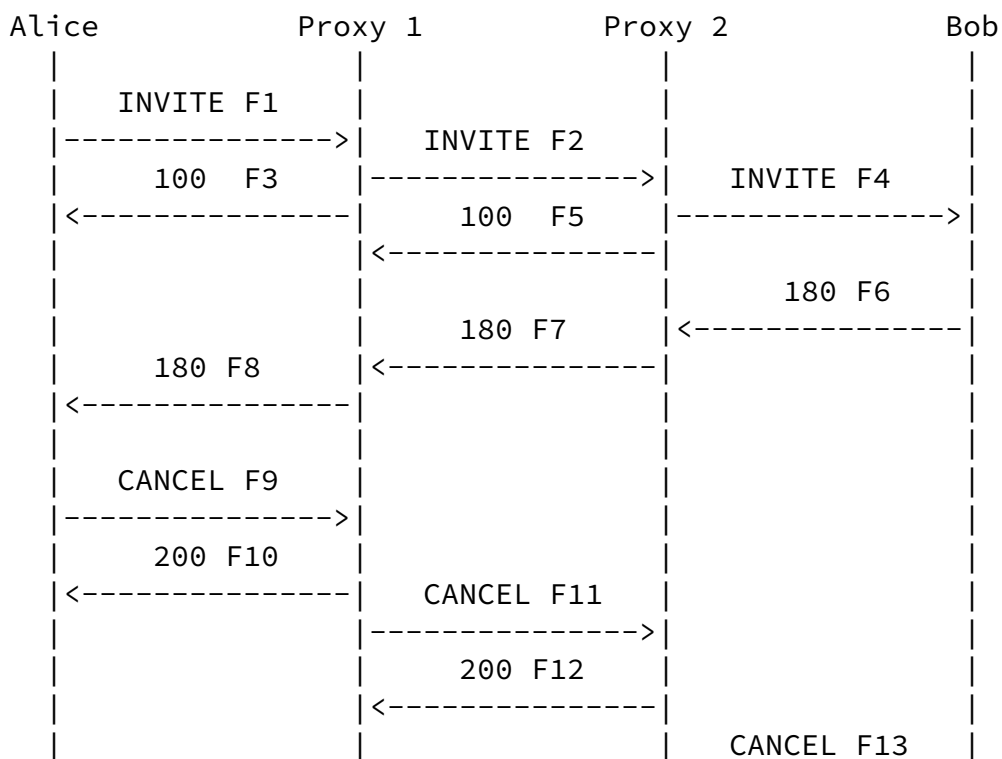 Alice Proxy 1 Proxy 2 Bob
INVITE F1
INVITE F2
100 F3 INVITE F4
100 F5
180 F6
180 F7
180 F8
CANCEL F9
200 F10
CANCEL F11
200 F12
CANCEL F13